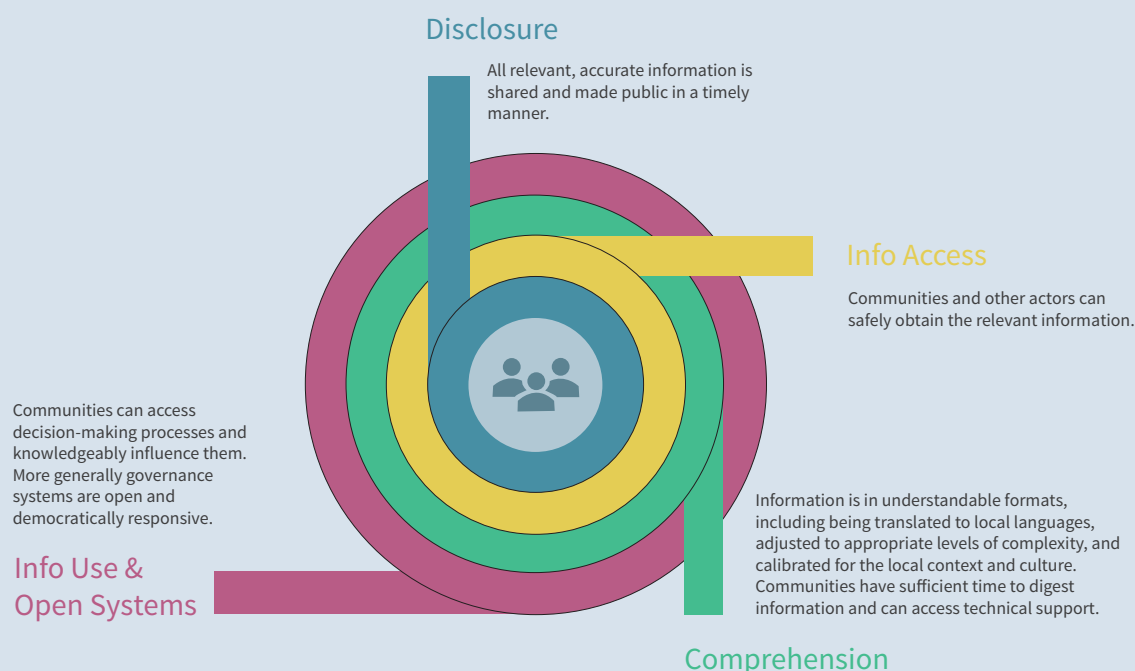 Disclosure
All relevant, accurate information is
shared and made public in a timely
manner.
Info Access
Communities and other actors can
safely obtain the relevant information.
Communities can access
decision-making processes and
knowledgeably influence them.
More generally governance
systems are open and
democratically responsive.
Info Use &
Open Systems
Information is in understandable formats,
including being translated to local languages,
adjusted to appropriate levels of complexity, and
calibrated for the local context and culture.
Communities have sufficient time to digest
information and can access technical support.
Comprehension